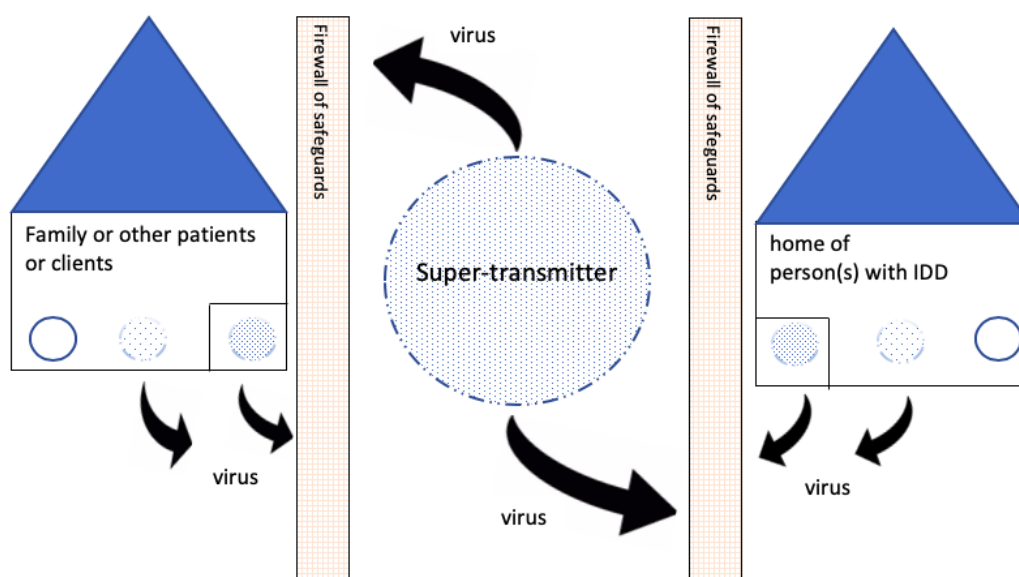 virus
Firewall of safeguards
Firewall of safeguards
Family or other patients
or clients
Super-transmitter
home of
person(s) with IDD
virus
virus
virus